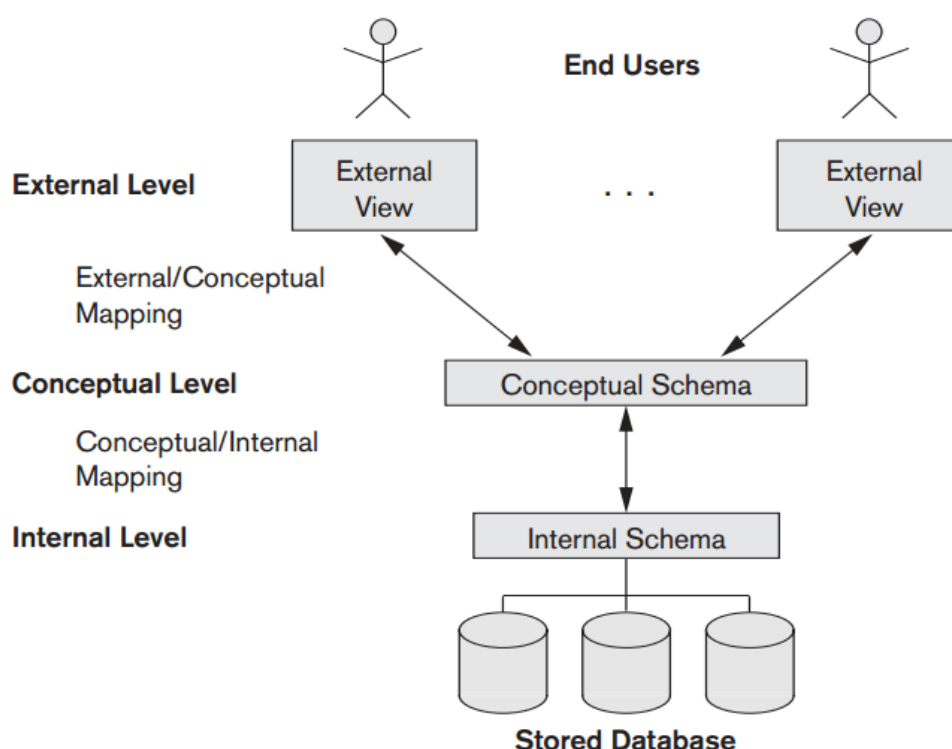 End Users
External Level
External
View
. . .
External
View
External/Conceptual
Mapping
Conceptual Level
Conceptual Schema
Conceptual/Internal
Mapping
Internal Level
Internal Schema
Stored Database